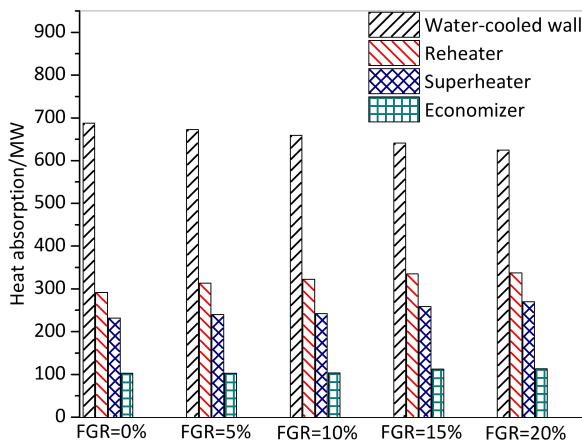 Heat absorption/MW
900
800
700
600
500
400
300
200
100
0
Water-cooled wall
Reheater
Superheater
Economizer
FGR=0% FGR=5% FGR=10% FGR=15% FGR=20%